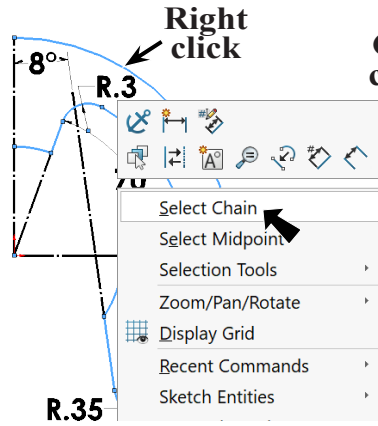 Right
click
8°
R.3
Select Chain
Select Midpoint
Selection Tools
Zoom/Pan/Rotate
Display Grid
Recent Commands
Sketch Entities
R.35